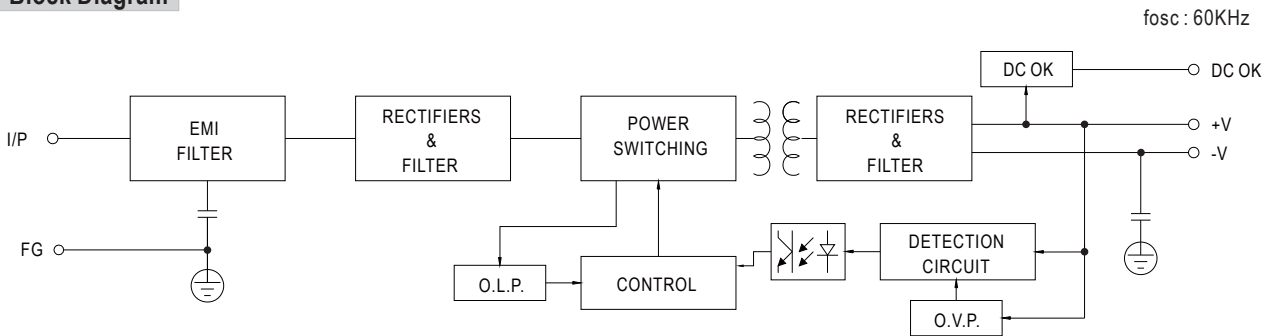 Block Diagram
fosc : 60KHz
I/P
EMI
FILTER
RECTIFIERS
&
FILTER
POWER
SWITCHING
RECTIFIERS
&
FILTER
DC OK
DC OK
+V
-V
FG
O.L.P.
CONTROL
DETECTION
CIRCUIT
O.V.P.